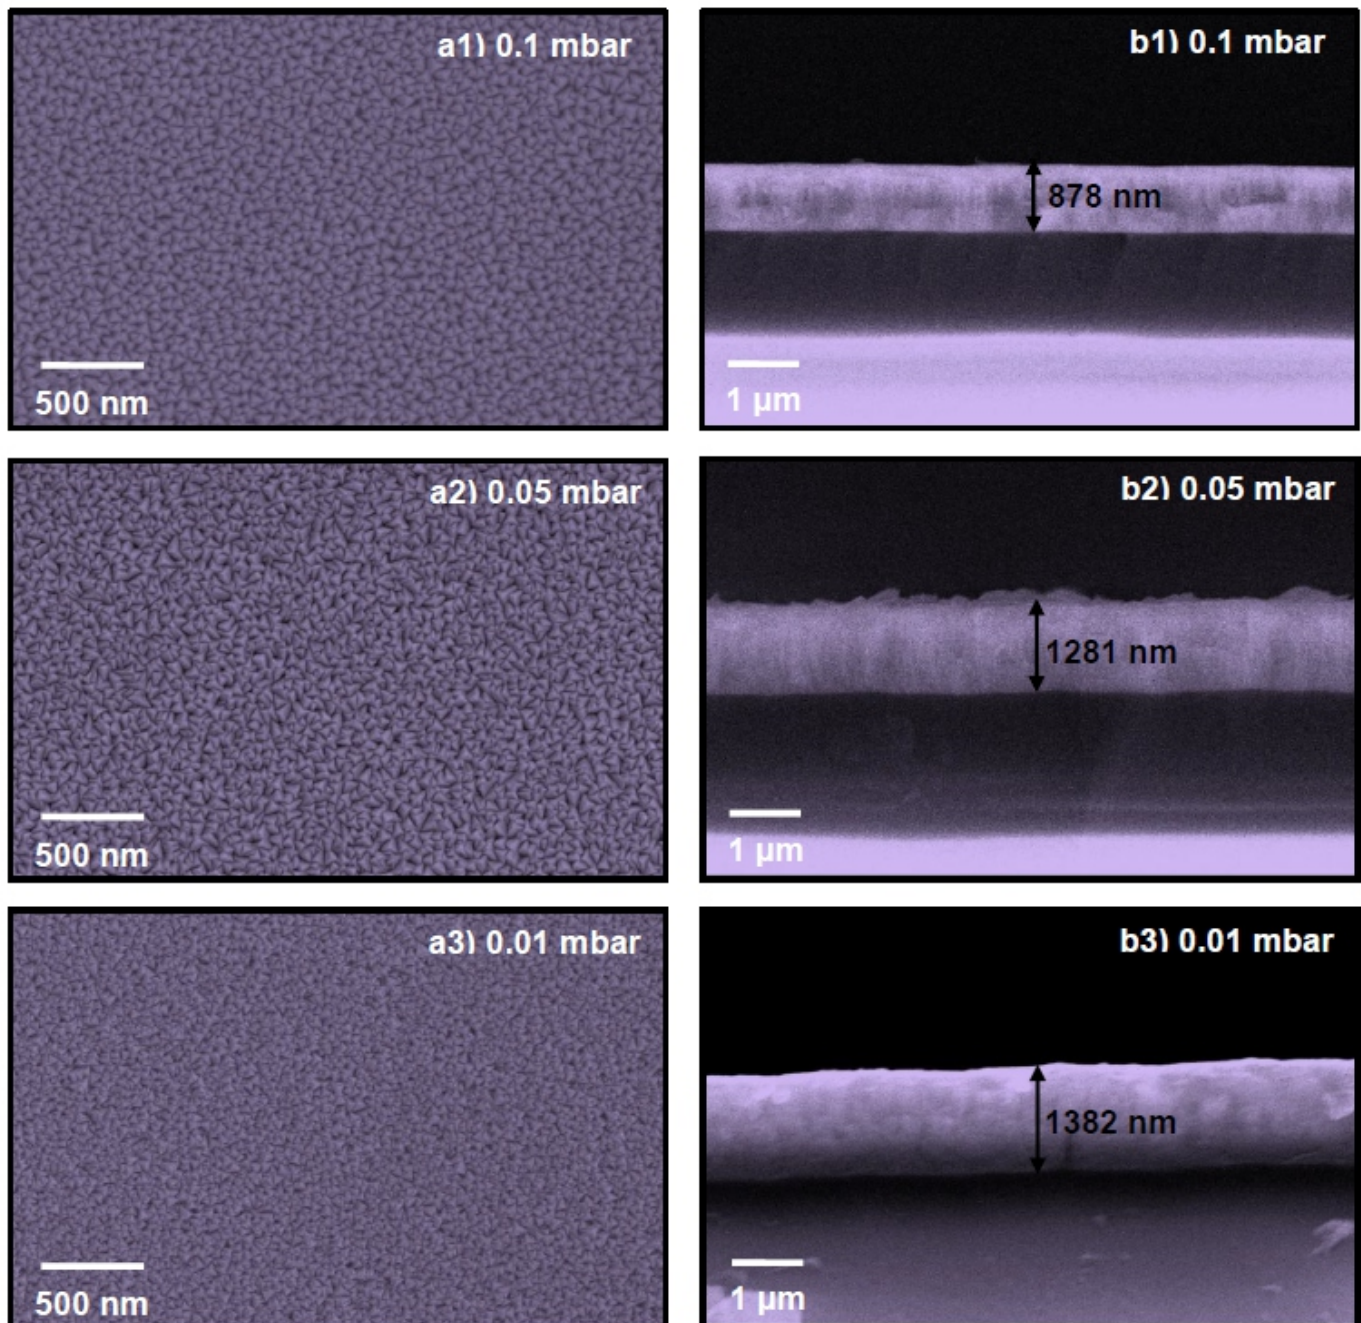 a1) 0.1 mbar
500 nm
b1) 0.1 mbar
878 nm
1 µm
a2) 0.05 mbar
500 nm
b2) 0.05 mbar
1281 nm
1 µm
a3) 0.01 mbar
500 nm
b3) 0.01 mbar
1382 nm
1 µm